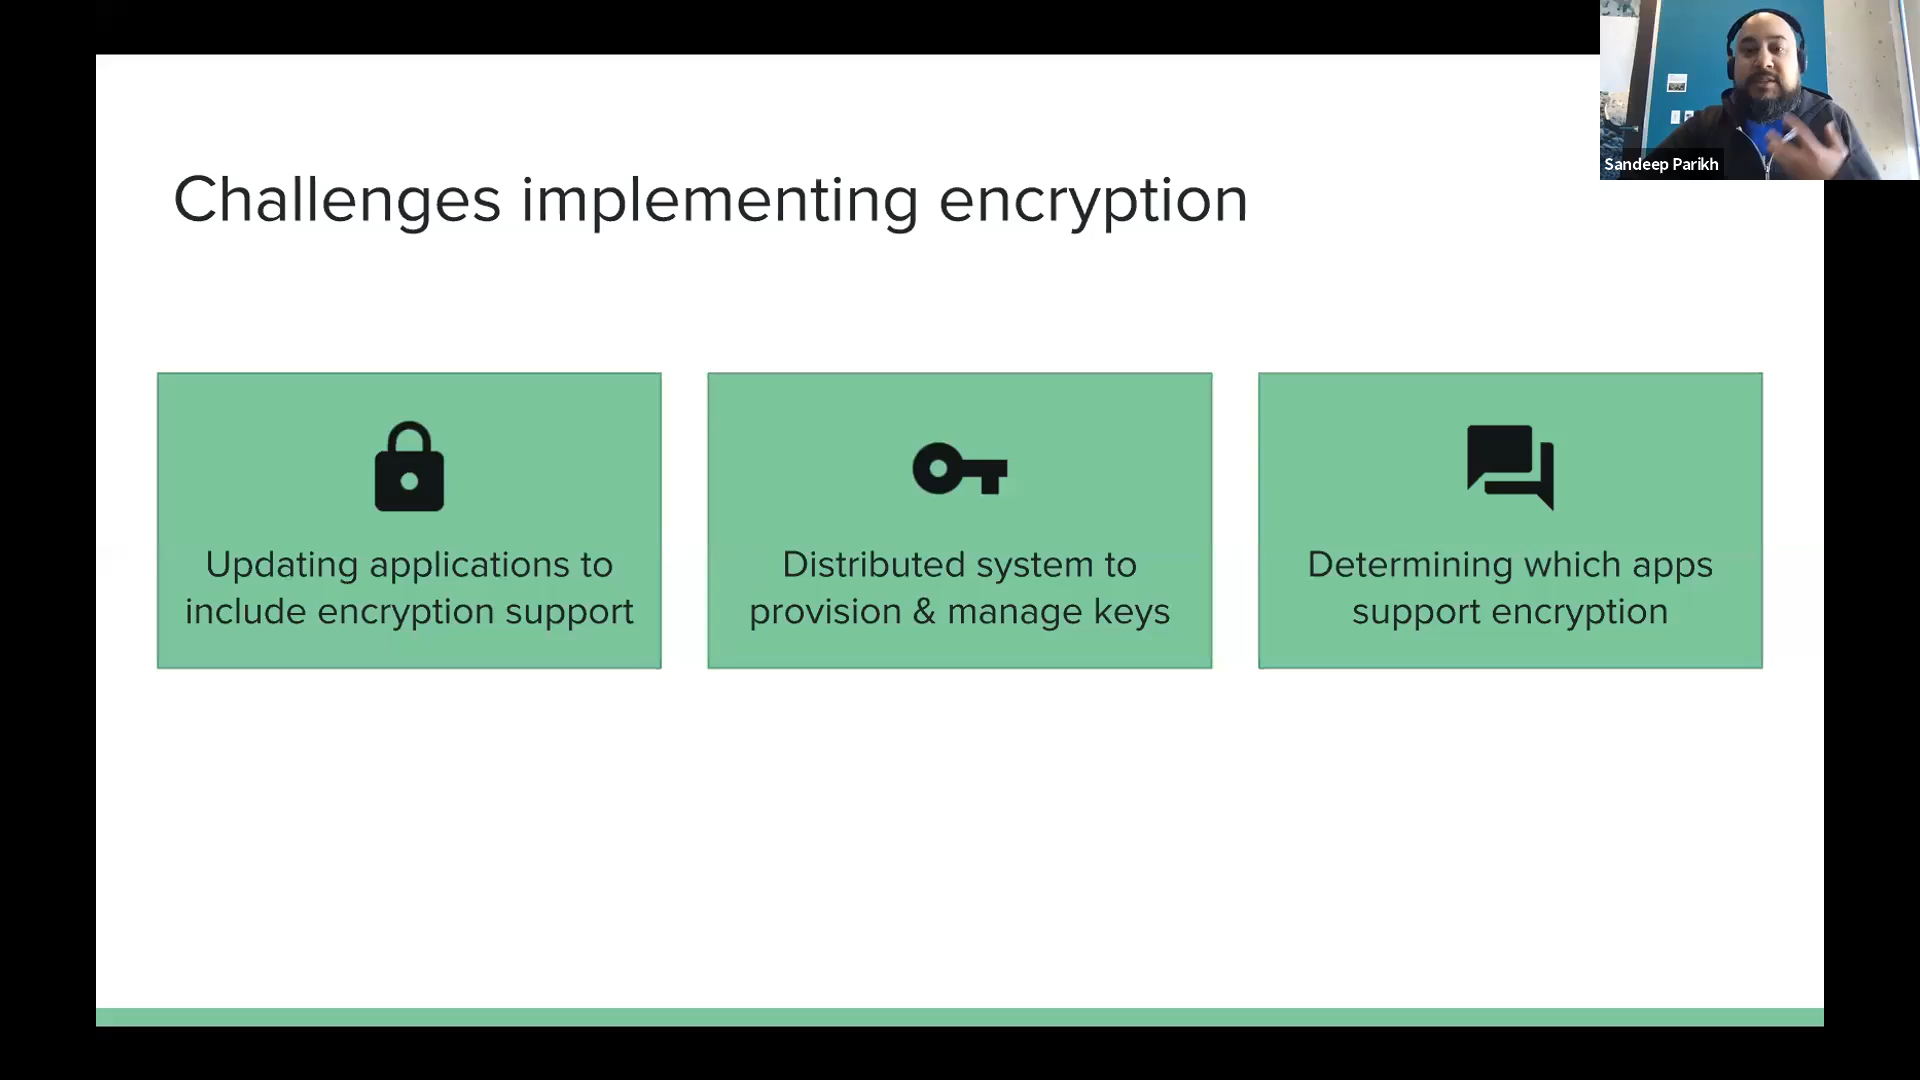 Sandeep Parikh
Challenges implementing encryption
Updating applications to
include encryption support
Distributed system to
provision & manage keys
Determining which apps
support encryption